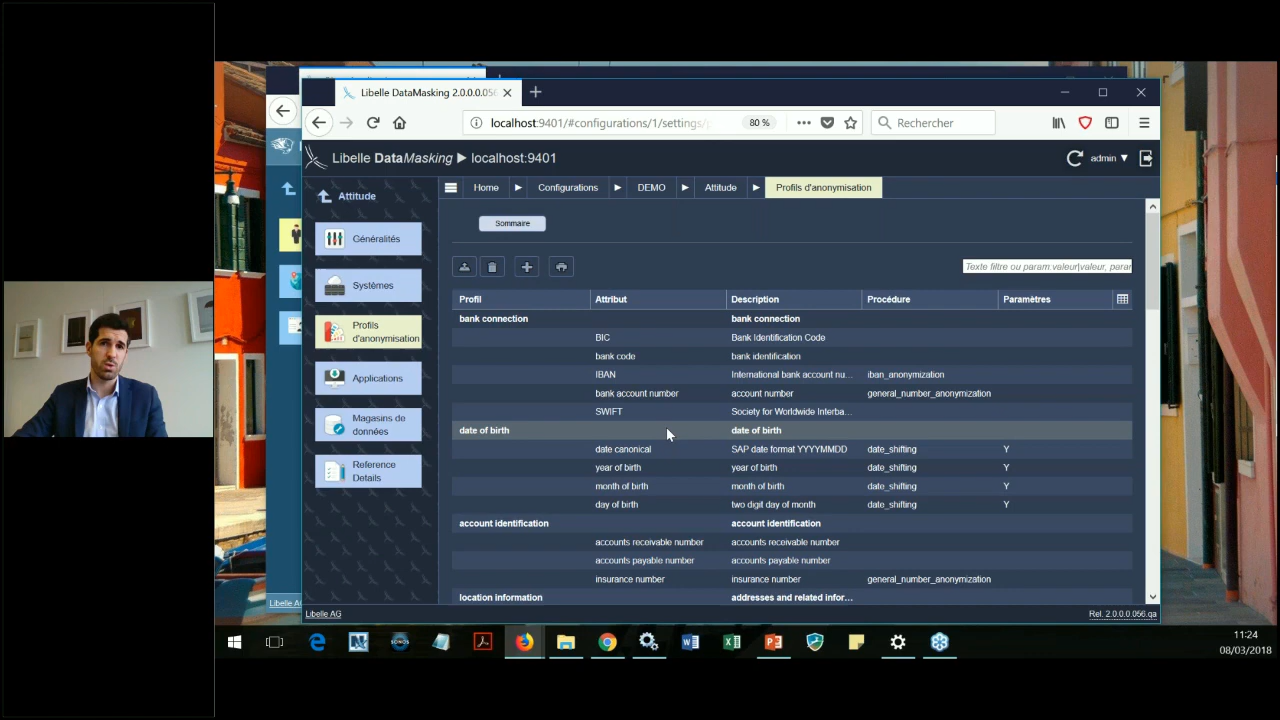 Libelle DataMasking 2.0.0.0.056
localhost:9401/#configurations/1/settings/
80 %
Rechercher
Libelle DataMasking ▶ localhost:9401
admin ▼
Attitude
Home ▶ Configurations ▶ DEMO ▶ Attitude ▶ Profils d'anonymisation
Généralités
Systèmes
Profils
d'anonymisation
Applications
Magasins de
données
Reference
Details
Sommaire
Texte filtre ou param:valeur|valeur, parar
Profil Attribut Description Procédure Paramètres
bank connection bank connection
BIC Bank Identification Code
bank code bank identification
IBAN International bank account nu... iban_anonymization
bank account number account number general_number_anonymization
SWIFT Society for Worldwide Interba...
date of birth date of birth
date canonical SAP date format YYYYMMDD date_shifting Y
year of birth year of birth date_shifting Y
month of birth month of birth date_shifting Y
day of birth two digit day of month date_shifting Y
account identification account identification
accounts receivable number accounts receivable number
accounts payable number accounts payable number
insurance number insurance number general_number_anonymization
location information addresses and related infor...
Libelle AG
Libelle AG
Rel. 2.0.0.0.056.qa
SONOS
11:24
08/03/2018